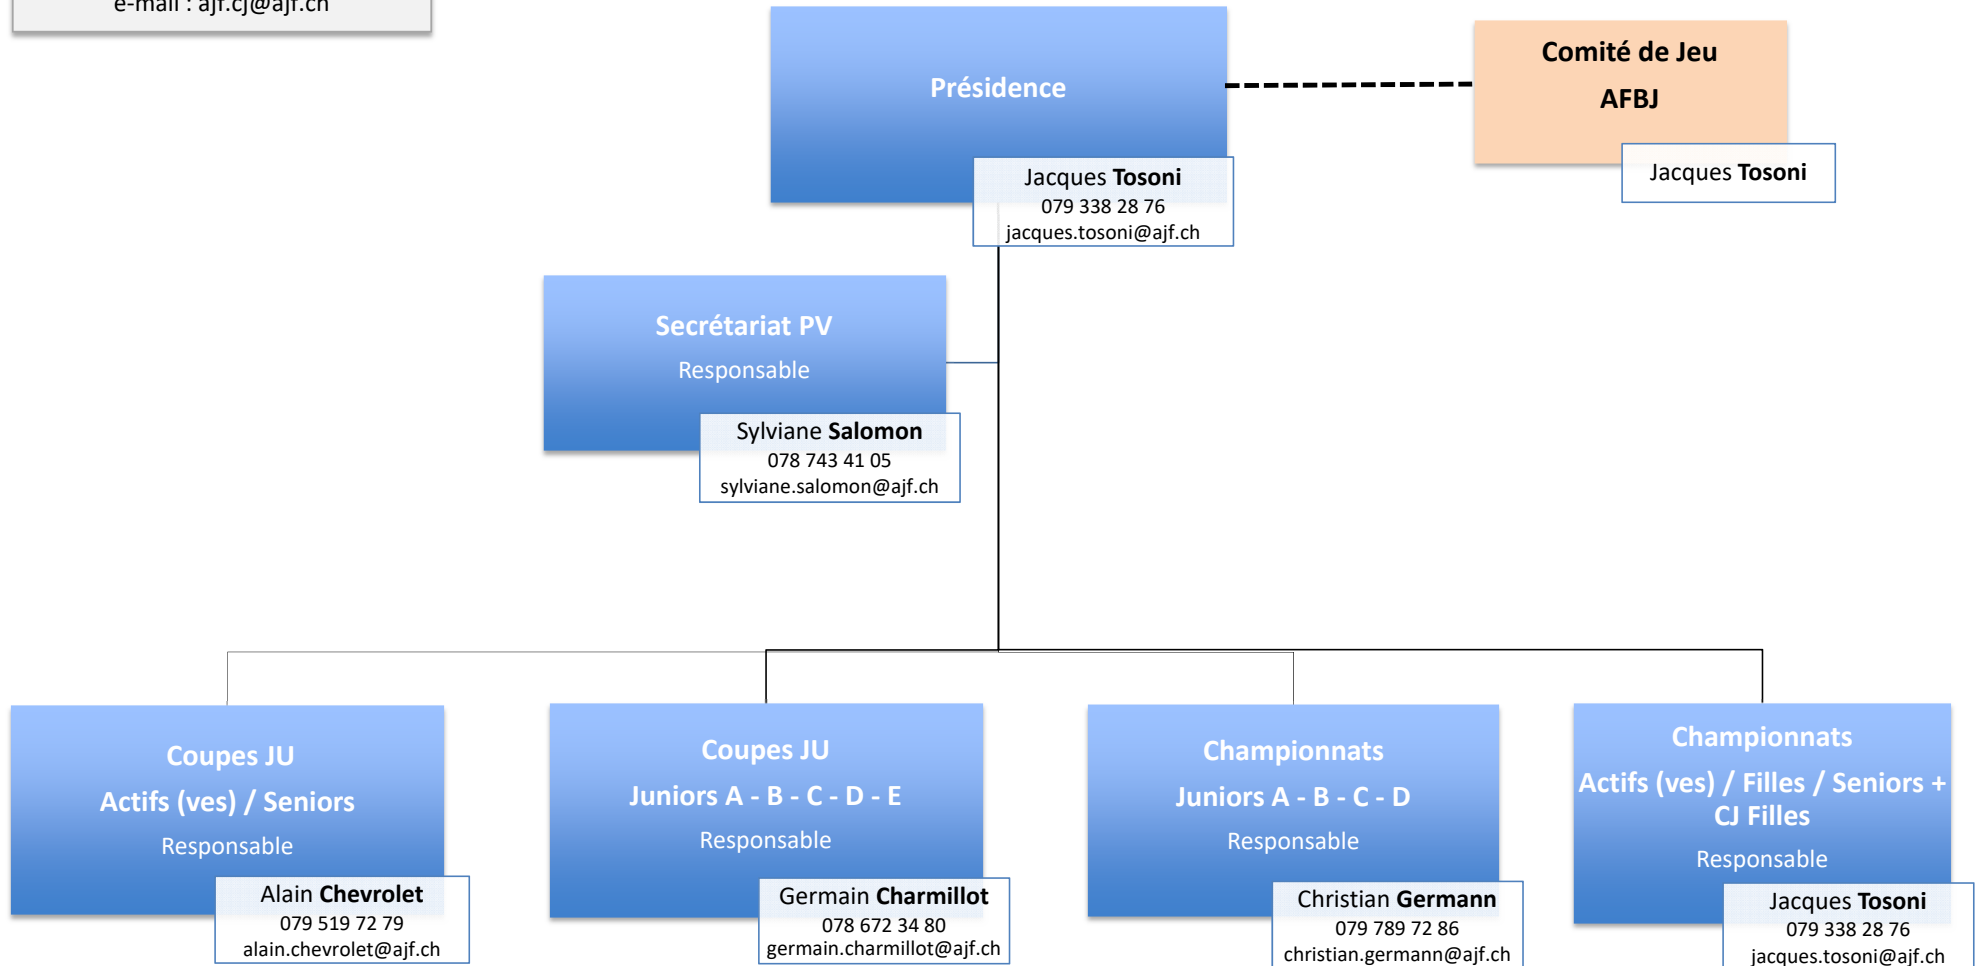 e-mail : ajf.cj@ajf.ch
Présidence
Jacques Tosoni
079 338 28 76
jacques.tosoni@ajf.ch
Comité de Jeu
AFBJ
Jacques Tosoni
Secrétariat PV
Responsable
Sylviane Salomon
078 743 41 05
sylviane.salomon@ajf.ch
Coupes JU
Actifs (ves) / Seniors
Responsable
Alain Chevrolet
079 519 72 79
alain.chevrolet@ajf.ch
Coupes JU
Juniors A - B - C - D - E
Responsable
Germain Charmillot
078 672 34 80
germain.charmillot@ajf.ch
Championnats
Juniors A - B - C - D
Responsable
Christian Germann
079 789 72 86
christian.germann@ajf.ch
Championnats
Actifs (ves) / Filles / Seniors +
CJ Filles
Responsable
Jacques Tosoni
079 338 28 76
jacques.tosoni@ajf.ch